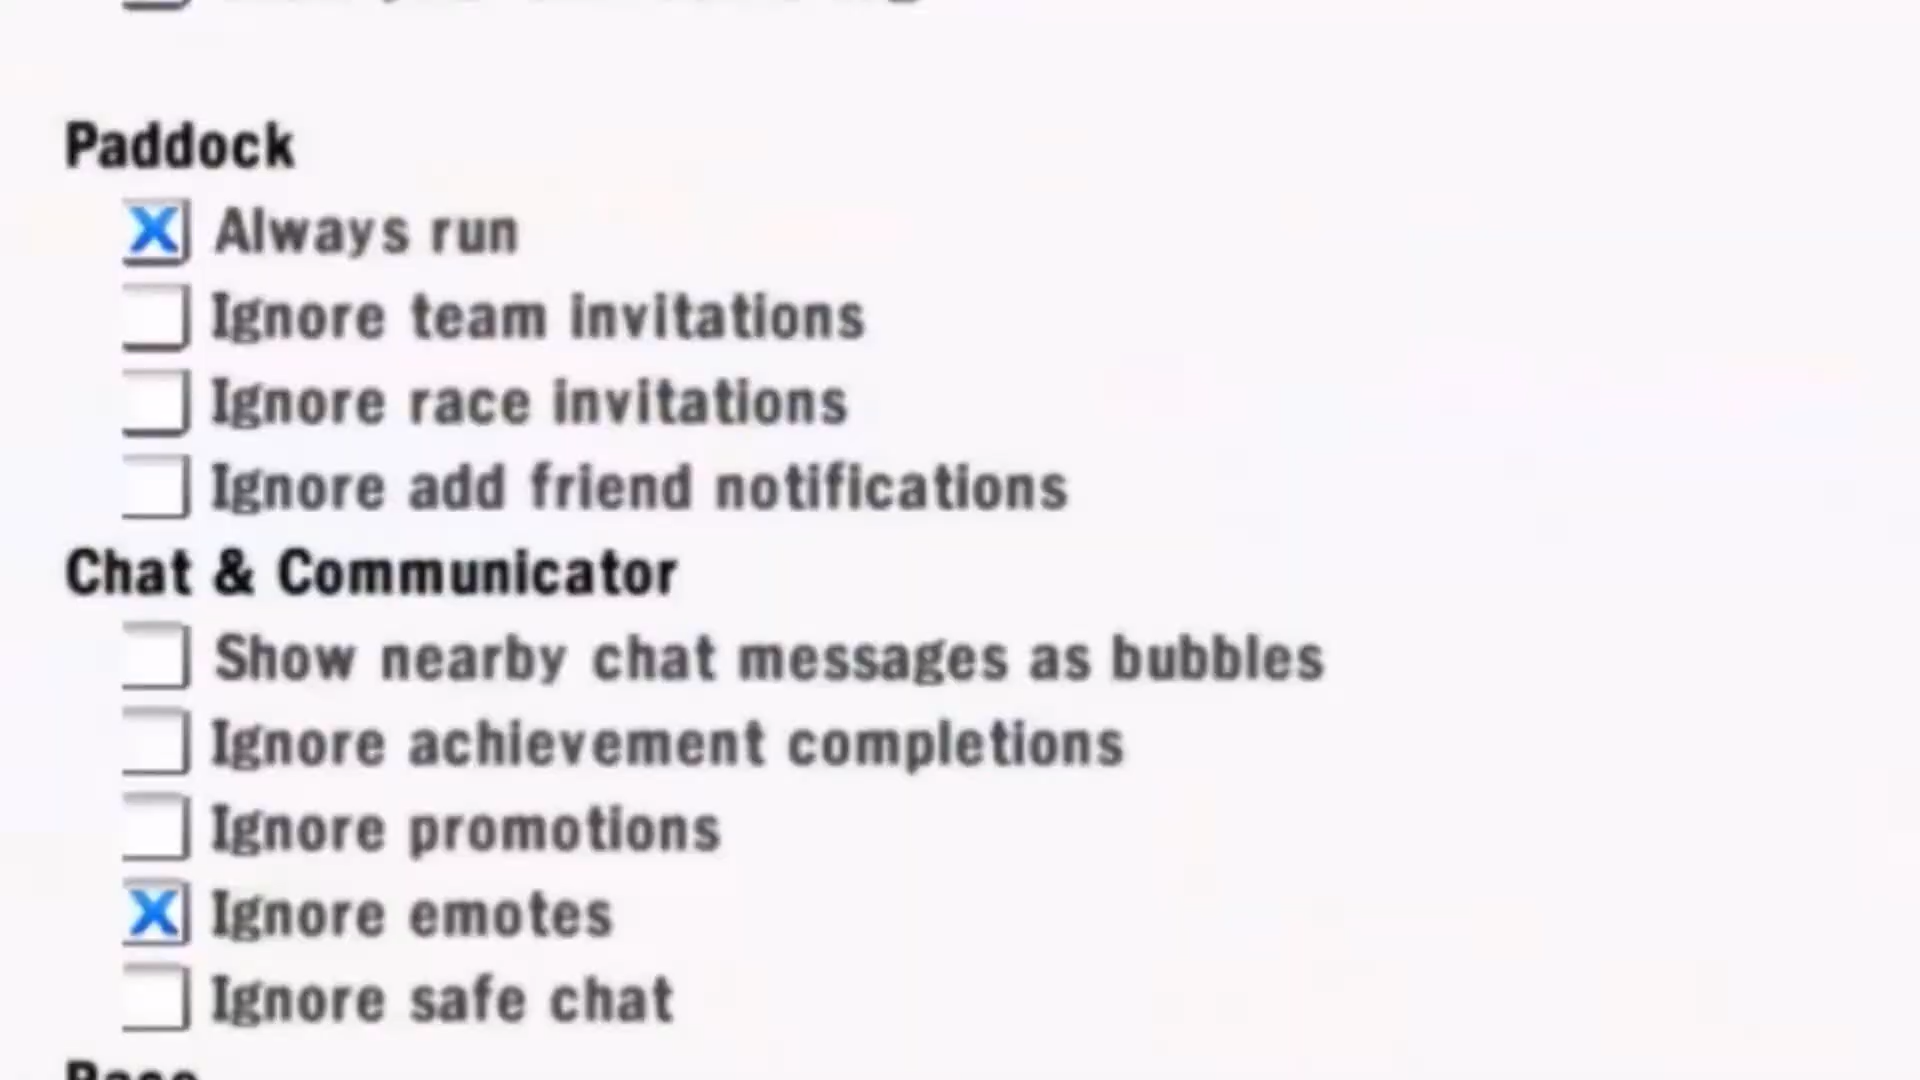 Paddock
Always run
Ignore team invitations
Ignore race invitations
Ignore add friend notifications
Chat & Communicator
Show nearby chat messages as bubbles
Ignore achievement completions
Ignore promotions
Ignore emotes
Ignore safe chat